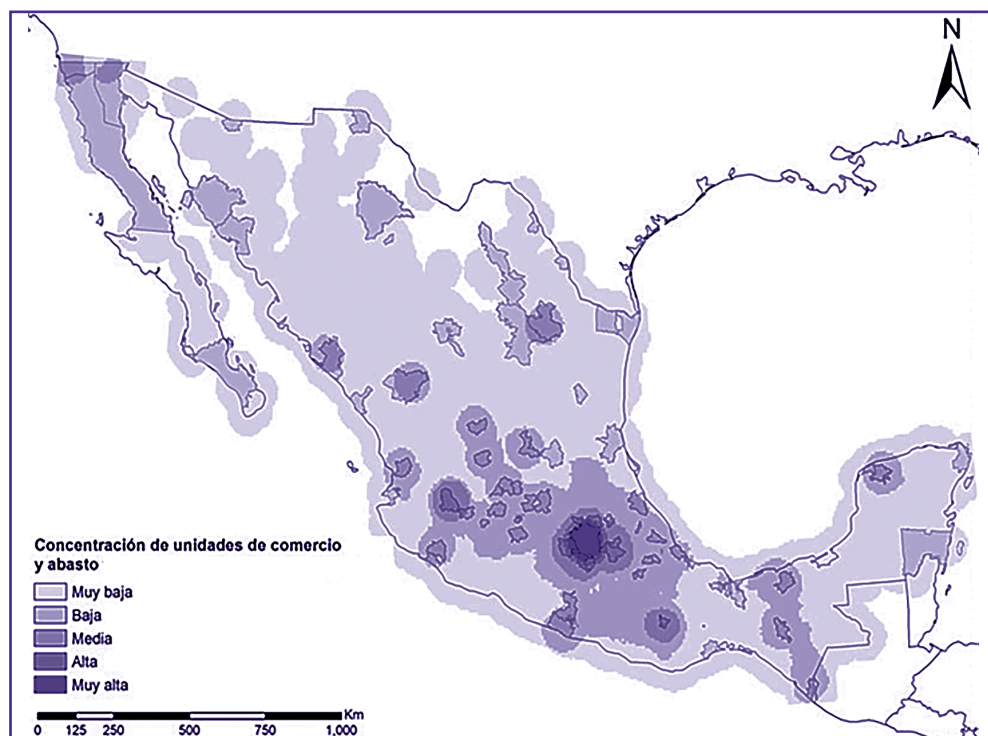 N
Concentración de unidades de comercio
y abasto
Muy baja
Baja
Media
Alta
Muy alta
Km
0 125 250 500 750 1,000